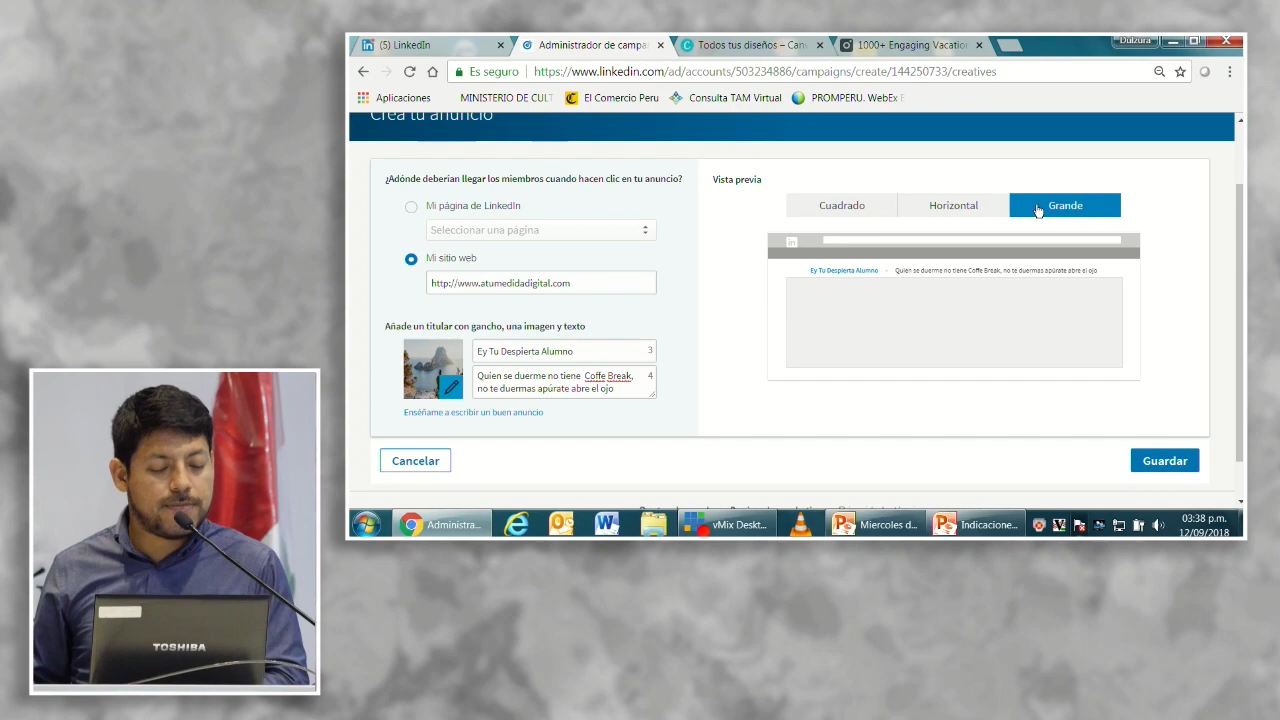 (5) LinkedIn
Administrador de campa
Todos tus diseños – Can
1000+ Engaging Vacation
Dulzura
Es seguro
https://www.linkedin.com/ad/accounts/503234886/campaigns/create/144250733/creatives
Aplicaciones
MINISTERIO DE CULT
El Comercio Peru
Consulta TAM Virtual
PROMPERU. WebEx E
Crea tu anuncio
¿Adónde deberían llegar los miembros cuando hacen clic en tu anuncio?
Mi página de LinkedIn
Seleccionar una página
Mi sitio web
http://www.atumedidadigital.com
Añade un titular con gancho, una imagen y texto
Ey Tu Despierta Alumno
3
Quien se duerme no tiene Coffe Break,
4
no te duermas apúrate abre el ojo
Enséñame a escribir un buen anuncio
Vista previa
Cuadrado
Horizontal
Grande
in
Ey Tu Despierta Alumno - Quien se duerme no tiene Coffe Break, no te duermas apúrate abre el ojo
Cancelar
Guardar
Administra...
vMix Deskt...
Miercoles d...
Indicacione...
03:38 p.m.
12/09/2018
TOSHIBA